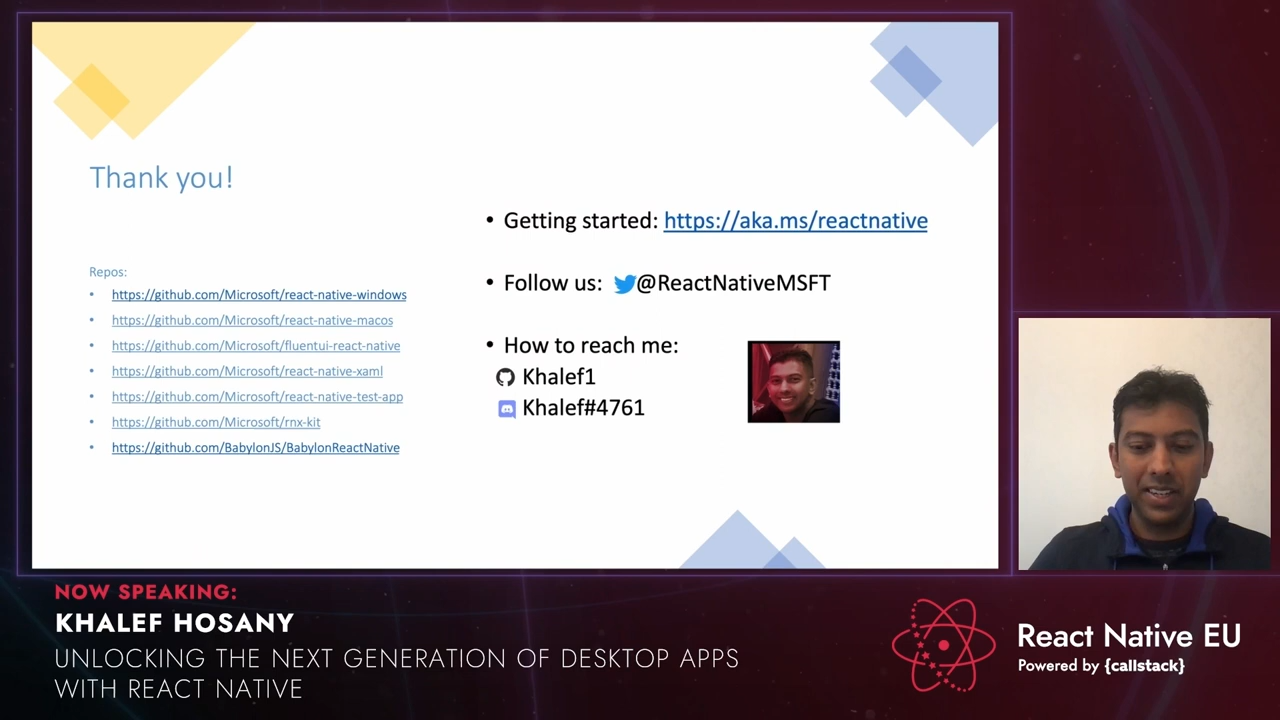 Thank you!
Repos:
• https://github.com/Microsoft/react-native-windows
• https://github.com/Microsoft/react-native-macos
• https://github.com/Microsoft/fluentui-react-native
• https://github.com/Microsoft/react-native-xaml
• https://github.com/Microsoft/react-native-test-app
• https://github.com/Microsoft/rnx-kit
• https://github.com/BabylonJS/BabylonReactNative
• Getting started: https://aka.ms/reactnative
• Follow us: @ReactNativeMSFT
• How to reach me:
Khalef1
Khalef#4761
NOW SPEAKING:
KHALEF HOSANY
UNLOCKING THE NEXT GENERATION OF DESKTOP APPS
WITH REACT NATIVE
React Native EU
Powered by {callstack}